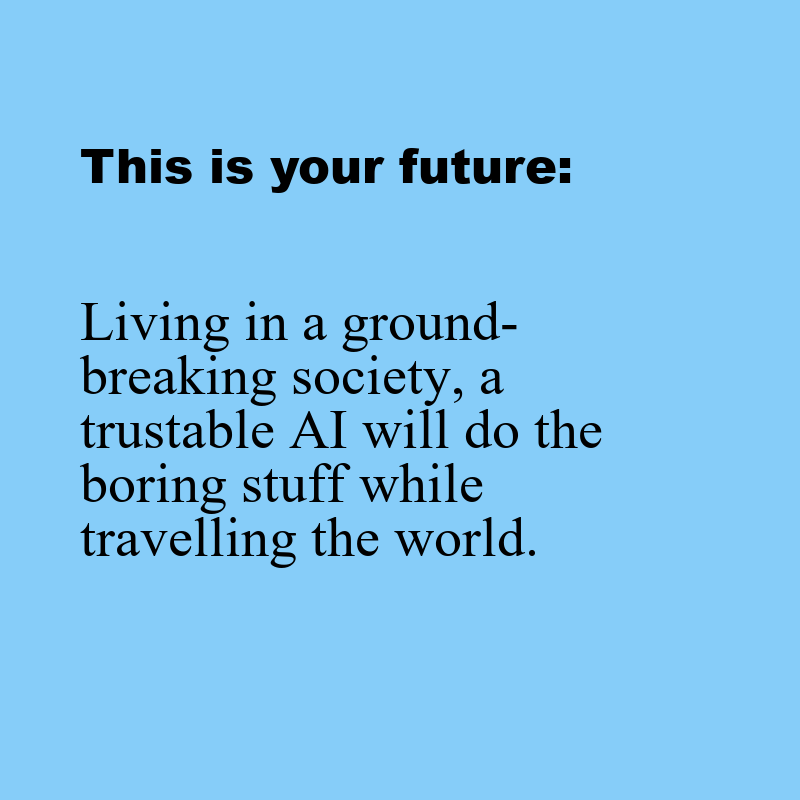 This is your future:
Living in a ground-
breaking society, a
trustable AI will do the
boring stuff while
travelling the world.